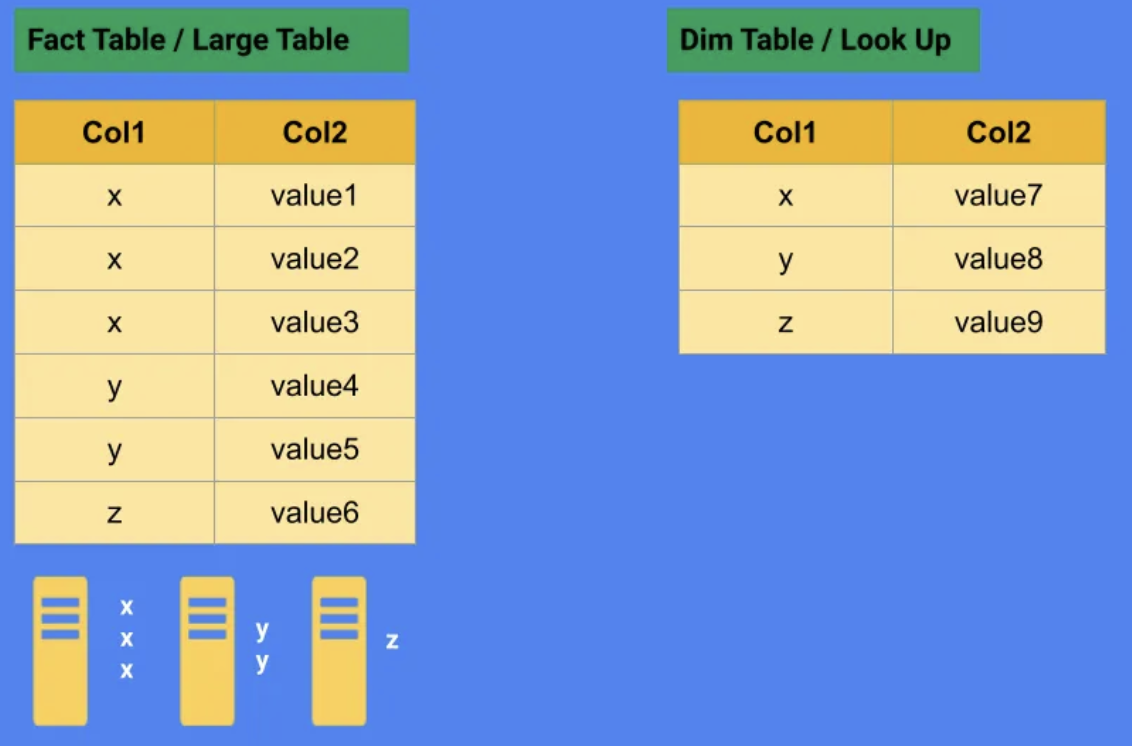 Fact Table / Large Table
Dim Table / Look Up
Col1 Col2
x value1
x value2
x value3
y value4
y value5
z value6
Col1 Col2
x value7
y value8
z value9
x
x
x
y
y
z